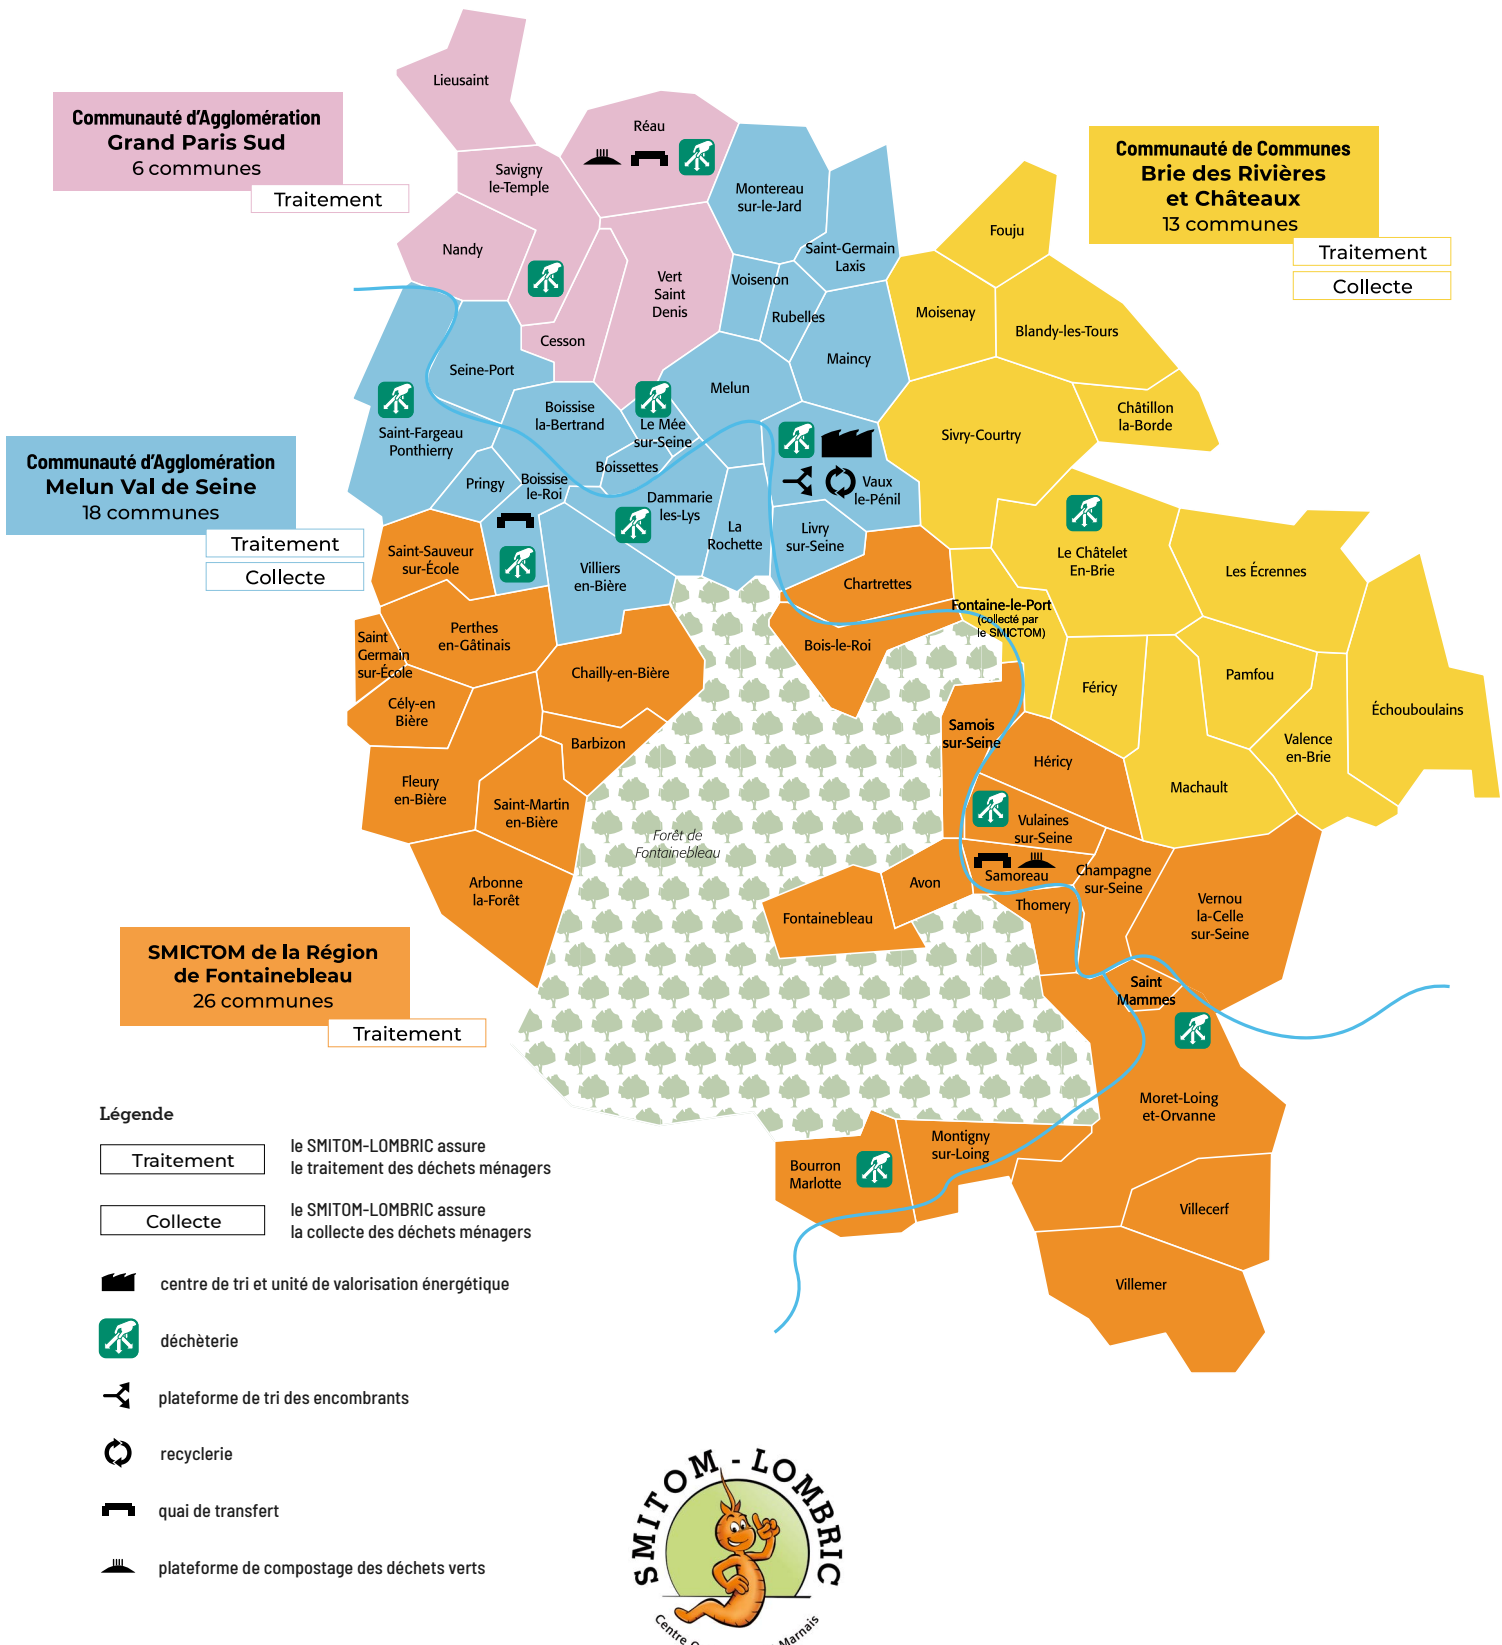 Communauté d'Agglomération
Grand Paris Sud
6 communes
Traitement
Communauté de Communes
Brie des Rivières
et Châteaux
13 communes
Traitement
Collecte
Communauté d'Agglomération
Melun Val de Seine
18 communes
Traitement
Collecte
SMICTOM de la Région
de Fontainebleau
26 communes
Traitement
Lieusaint
Réau
Savigny
le-Temple
Nandy
Cesson
Vert
Saint
Denis
Montereau
sur-le-Jard
Saint-Germain
Laxis
Voisenon
Rubelles
Maincy
Melun
Seine-Port
Boissise
la-Bertrand
Le Mée
sur-Seine
Boissettes
Saint-Fargeau
Ponthierry
Pringy
Boissise
le-Roi
Dammarie
les-Lys
La
Rochette
Vaux
le-Pénil
Livry
sur-Seine
Villiers
en-Bière
Fouju
Moisenay
Blandy-les-Tours
Châtillon
la-Borde
Sivry-Courtry
Le Châtelet
En-Brie
Les Écrennes
Fontaine-le-Port
(collecté par
le SMICTOM)
Féricy
Pamfou
Échouboulains
Valence
en-Brie
Machault
Saint-Sauveur
sur-École
Perthes
en-Gâtinais
Saint
Germain
sur-École
Cély-en
Bière
Chailly-en-Bière
Barbizon
Fleury
en-Bière
Saint-Martin
en-Bière
Arbonne
la-Forêt
Chartrettes
Bois-le-Roi
Samois
sur-Seine
Héricy
Vulaines
sur-Seine
Samoreau
Champagne
sur-Seine
Forêt de
Fontainebleau
Avon
Fontainebleau
Thomery
Vernou
la-Celle
sur-Seine
Saint
Mammes
Moret-Loing
et-Orvanne
Montigny
sur-Loing
Bourron
Marlotte
Villecerf
Villemer
Légende
Traitement
le SMITOM-LOMBRIC assure
le traitement des déchets ménagers
Collecte
le SMITOM-LOMBRIC assure
la collecte des déchets ménagers
centre de tri et unité de valorisation énergétique
déchèterie
plateforme de tri des encombrants
recyclerie
quai de transfert
plateforme de compostage des déchets verts
SMITOM - LOMBRIC
Centre
Marnais